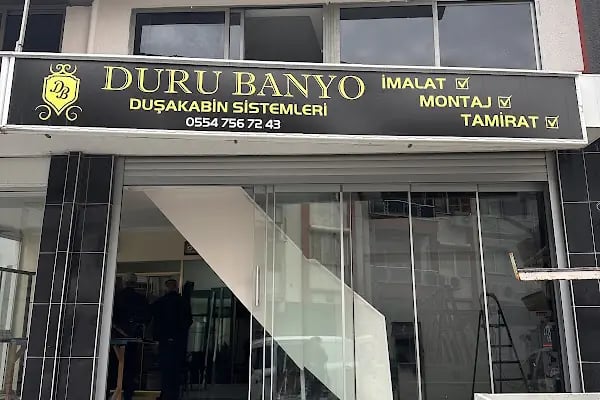 DB
DURU BANYO
DUŞAKABİN SİSTEMLERİ
0554 756 72 43
İMALAT
MONTAJ
TAMİRAT